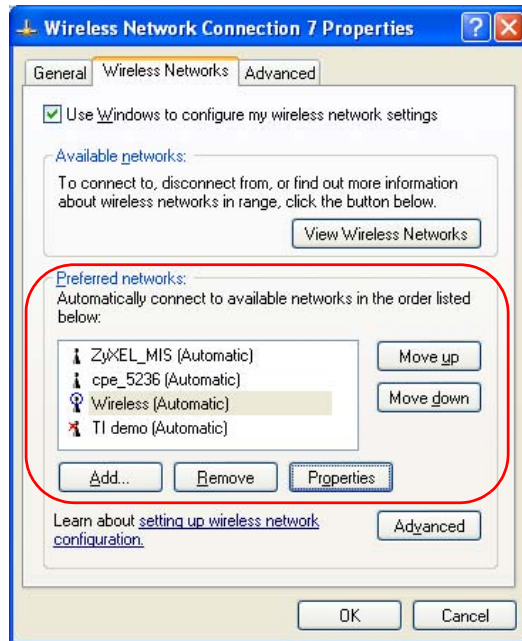 Wireless Network Connection 7 Properties
General Wireless Networks Advanced
Use Windows to configure my wireless network settings
Available networks:
To connect to, disconnect from, or find out more information
about wireless networks in range, click the button below.
View Wireless Networks
Preferred networks:
Automatically connect to available networks in the order listed
below:
ZyXEL_MIS (Automatic)
cpe_5236 (Automatic)
Wireless (Automatic)
TI demo (Automatic)
Move up
Move down
Add... Remove Properties
Learn about setting up wireless network
configuration.
Advanced
OK Cancel